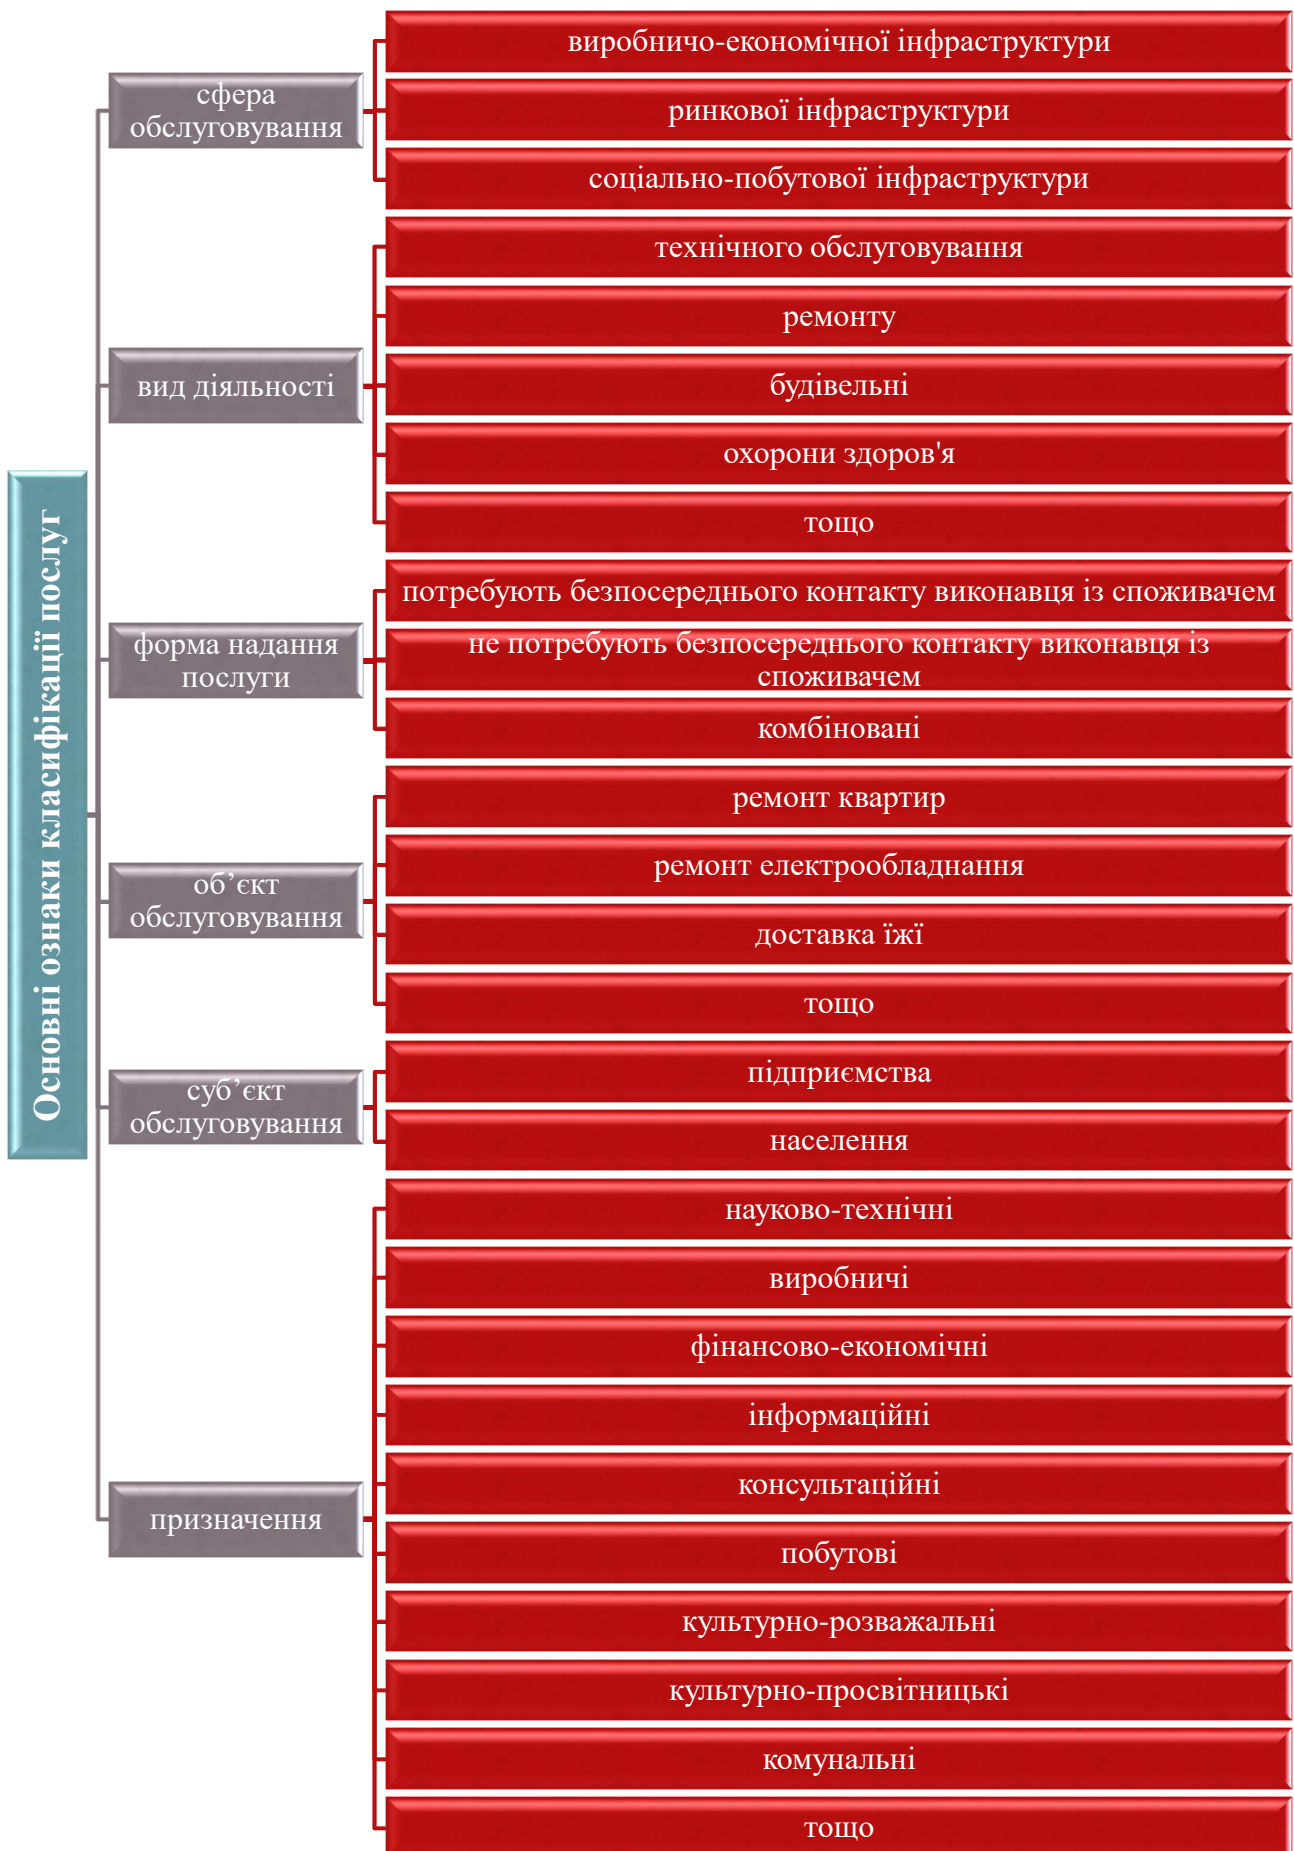 Основні ознаки класифікації послуг
сфера
обслуговування
виробничо-економічної інфраструктури
ринкової інфраструктури
соціально-побутової інфраструктури
вид діяльності
технічного обслуговування
ремонту
будівельні
охорони здоров'я
тощо
форма надання
послуги
потребують безпосереднього контакту виконавця із споживачем
не потребують безпосереднього контакту виконавця із
споживачем
комбіновані
об’єкт
обслуговування
ремонт квартир
ремонт електрообладнання
доставка їжї
тощо
суб’єкт
обслуговування
підприємства
населення
призначення
науково-технічні
виробничі
фінансово-економічні
інформаційні
консультаційні
побутові
культурно-розважальні
культурно-просвітницькі
комунальні
тощо